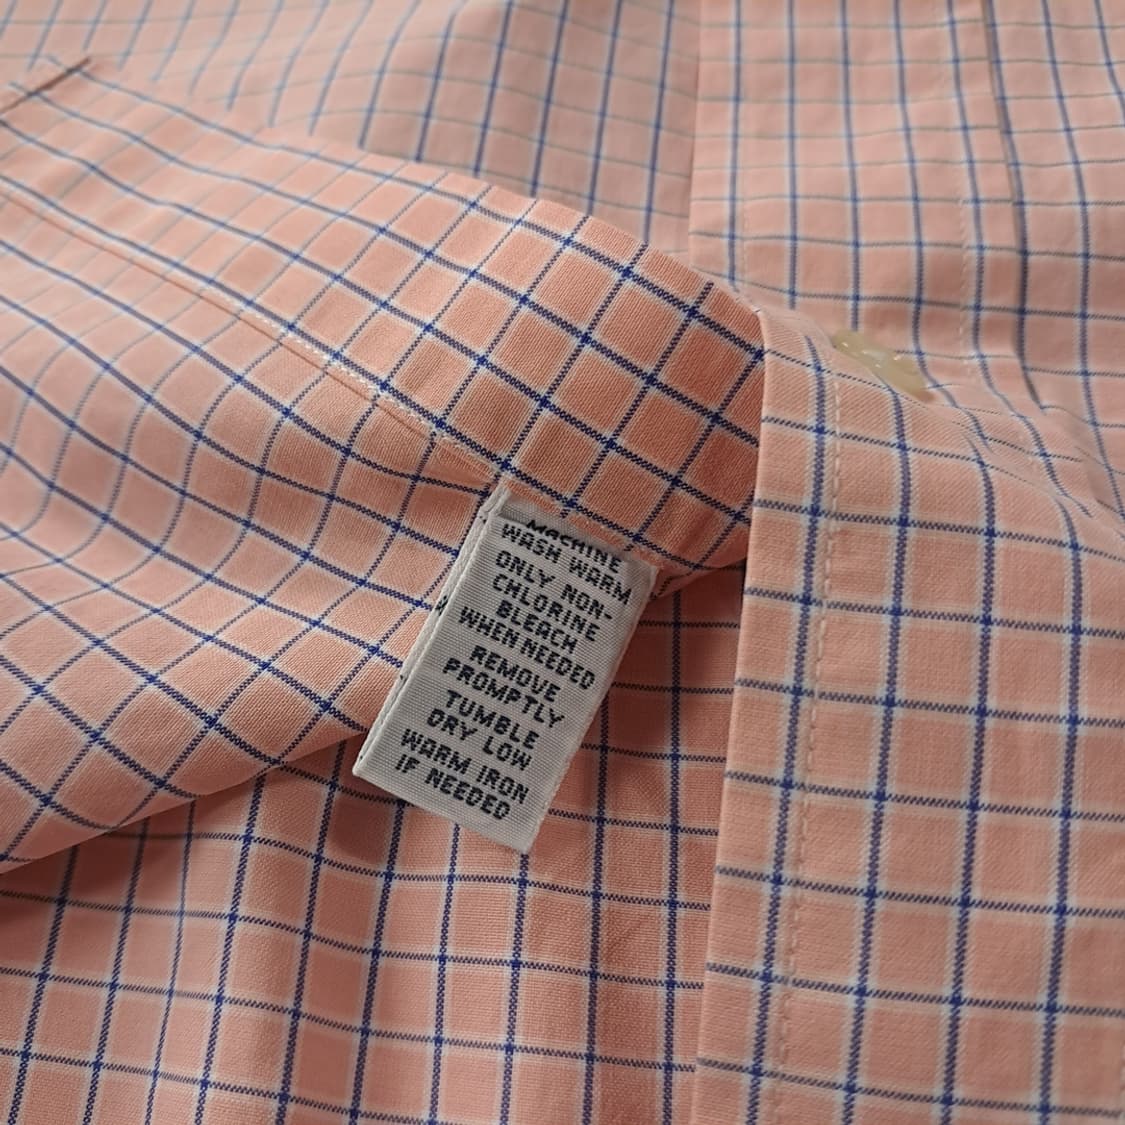 MACHINE
WASH WARM
ONLY NON-
CHLORINE
BLEACH
WHEN NEEDED
REMOVE
PROMPTLY
TUMBLE
DRY LOW
WARM IRON
IF NEEDED